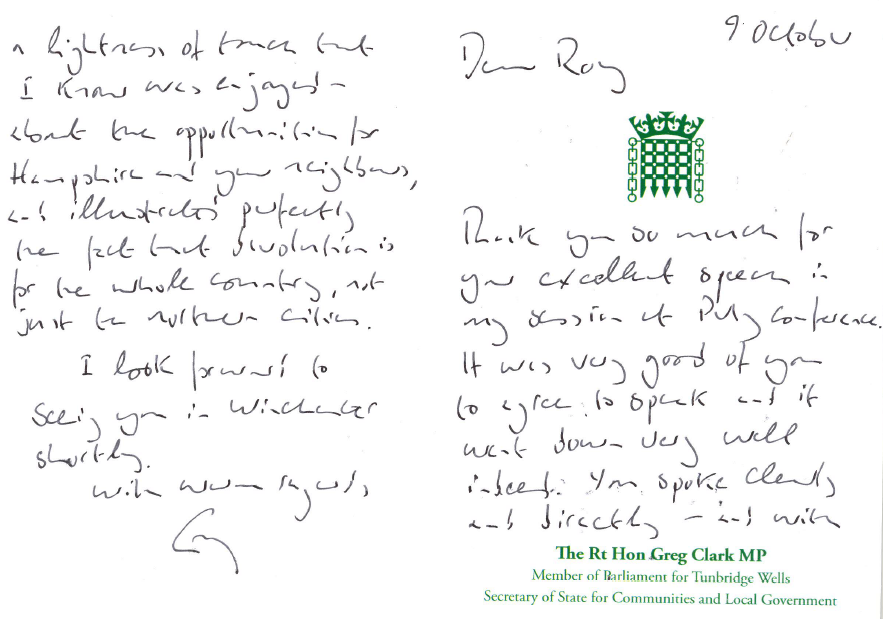 9 October
Dear Roy
Thank you so much for
your excellent speech in
my session at Party Conference.
It was very good of you
to agree to speak and it
went down very well
indeed. You spoke clearly
and directly – and with
The Rt Hon Greg Clark MP
Member of Parliament for Tunbridge Wells
Secretary of State for Communities and Local Government
a lightness of touch that
I know was enjoyed –
about the opportunities for
Hampshire and your neighbours,
and illustrated perfectly
the fact that devolution is
for the whole country, not
just the northern cities.
I look forward to
seeing you in Winchester
shortly.
With warm regards,
Greg